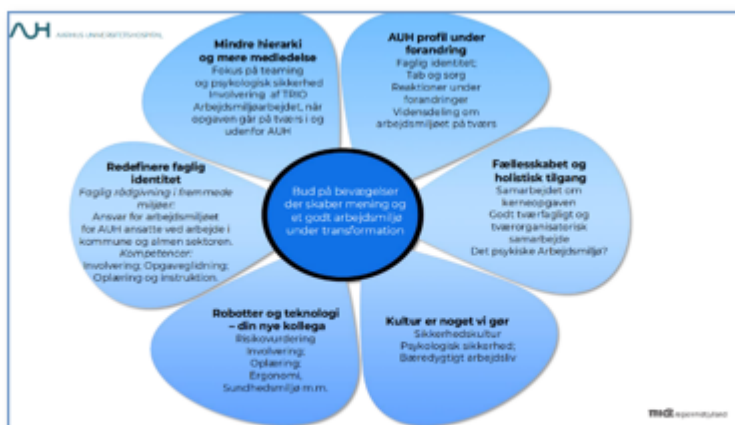 AUH AARHUS UNIVERSITETSHOSPITAL
Mindre hierarki
og mere medledelse
Fokus på teaming
og psykologisk sikkerhed
Involvering af TRIO
Arbejdsmiljøarbejdet, når
opgaven går på tværs i og
udenfor AUH
AUH profil under
forandring
Faglig identitet;
Tab og sorg
Reaktioner under
forandringer
Vidensdeling om
arbejdsmiljøet på tværs
Redefinere faglig
identitet
Faglig rådgivning i fremmede
miljøer:
Ansvar for arbejdsmiljøet
for AUH ansatte ved arbejde i
kommune og almen sektoren.
Kompetencer:
Involvering; Opgaveglidning;
Oplæring og instruktion.
Bud på bevægelser
der skaber mening og
et godt arbejdsmiljø
under transformation
Fællesskabet og
holistisk tilgang
Samarbejdet om
kerneopgaven
Godt tværfagligt og
tværorganisatorisk
samarbejde
Det psykiske Arbejdsmiljø?
Robotter og teknologi
– din nye kollega
Risikovurdering
Involvering;
Oplæring;
Ergonomi,
Sundhedsmiljø m.m.
Kultur er noget vi gør
Sikkerhedskultur
Psykologisk sikkerhed;
Bæredygtigt arbejdsliv
midt regionmidtjylland